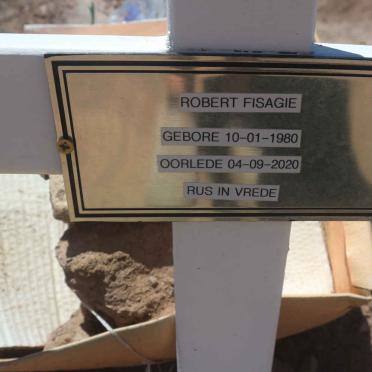 ROBERT FISAGIE
GEBORE 10-01-1980
OORLEDE 04-09-2020
RUS IN VREDE